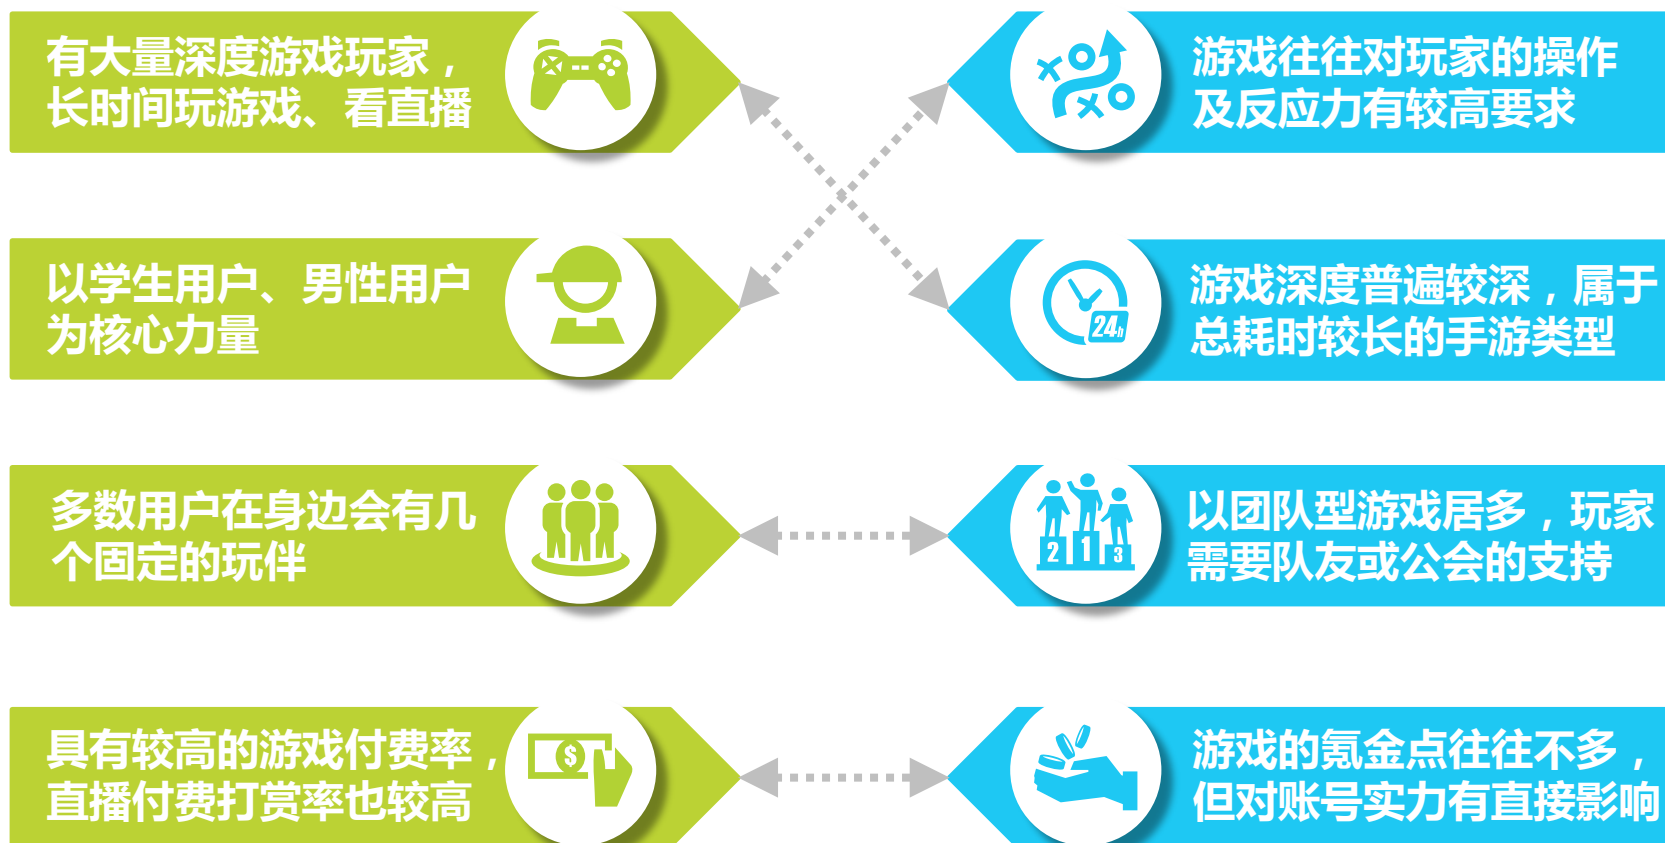 有大量深度游戏玩家，
长时间玩游戏、看直播
游戏往往对玩家的操作
及反应力有较高要求
以学生用户、男性用户
为核心力量
游戏深度普遍较深，属于
总耗时较长的手游类型
24h
多数用户在身边会有几
个固定的玩伴
以团队型游戏居多，玩家
需要队友或公会的支持
2 1 3
具有较高的游戏付费率，
直播付费打赏率也较高
$
游戏的氪金点往往不多，
但对账号实力有直接影响